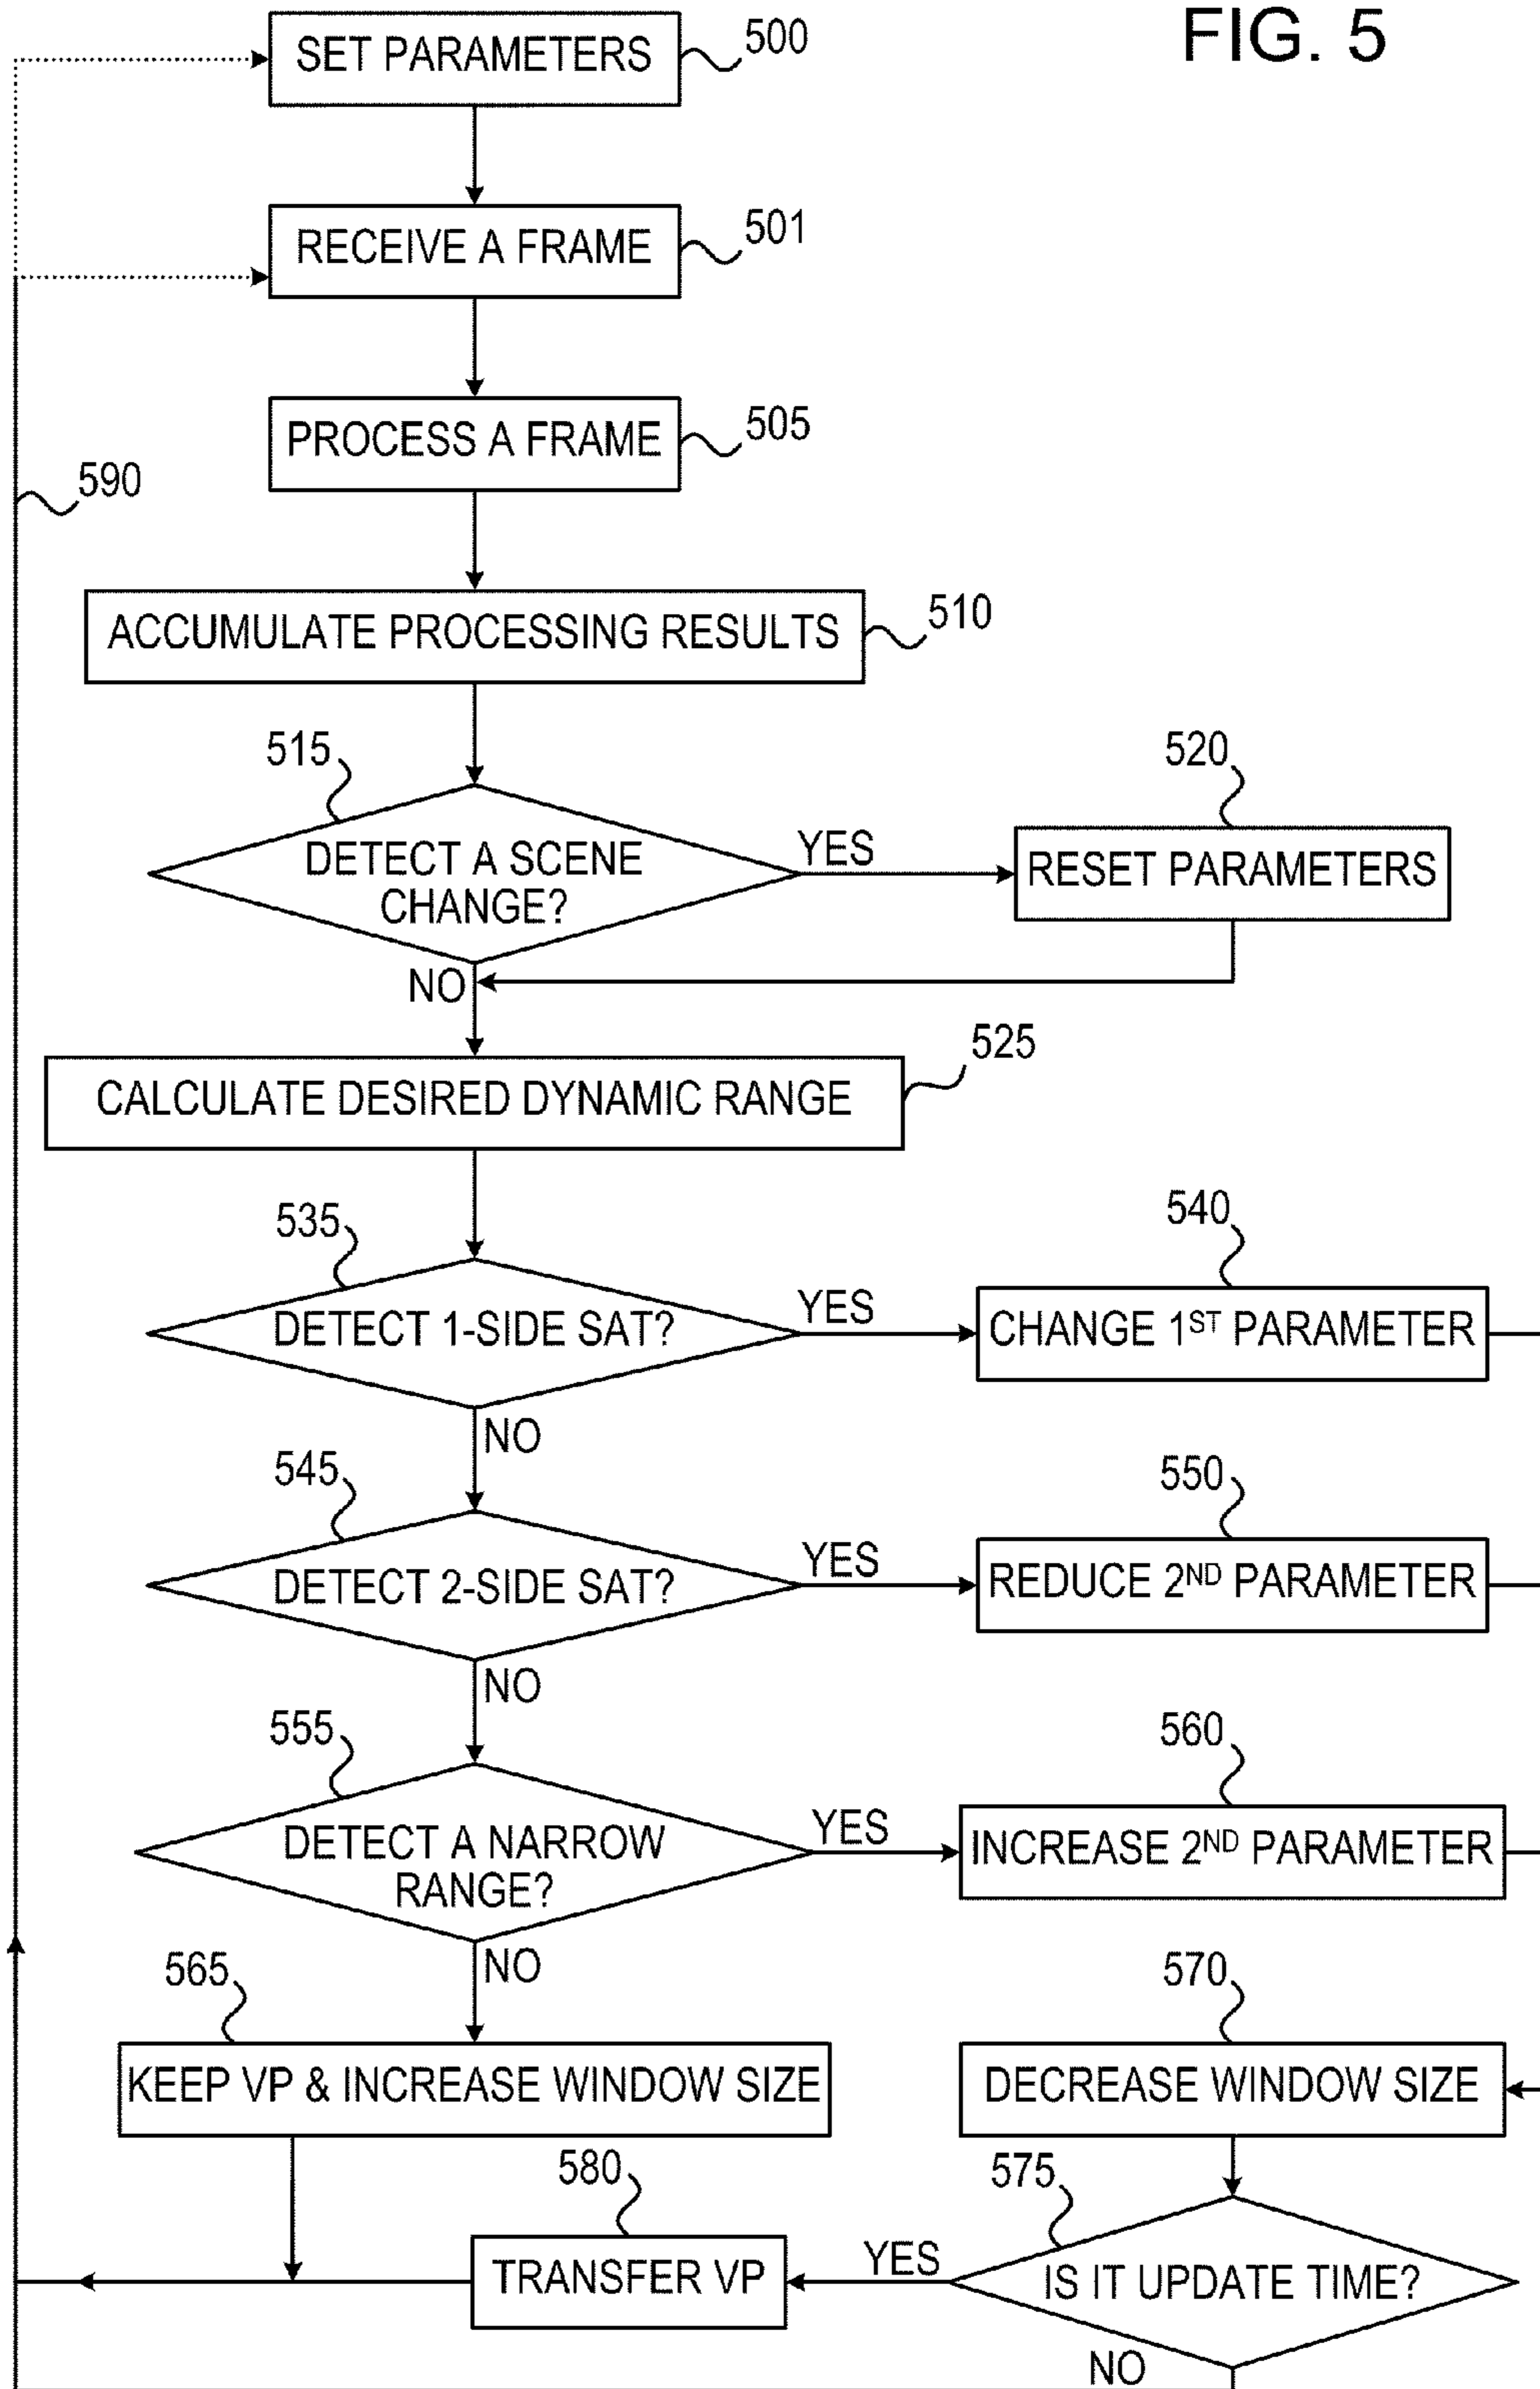 FIG. 5
SET PARAMETERS
500
RECEIVE A FRAME
501
PROCESS A FRAME
505
590
ACCUMULATE PROCESSING RESULTS
510
515
DETECT A SCENE
CHANGE?
YES
520
RESET PARAMETERS
NO
525
CALCULATE DESIRED DYNAMIC RANGE
535
DETECT 1-SIDE SAT?
YES
540
CHANGE 1ST PARAMETER
NO
545
DETECT 2-SIDE SAT?
YES
550
REDUCE 2ND PARAMETER
NO
555
DETECT A NARROW
RANGE?
YES
560
INCREASE 2ND PARAMETER
NO
565
KEEP VP & INCREASE WINDOW SIZE
570
DECREASE WINDOW SIZE
575
IS IT UPDATE TIME?
YES
580
TRANSFER VP
NO